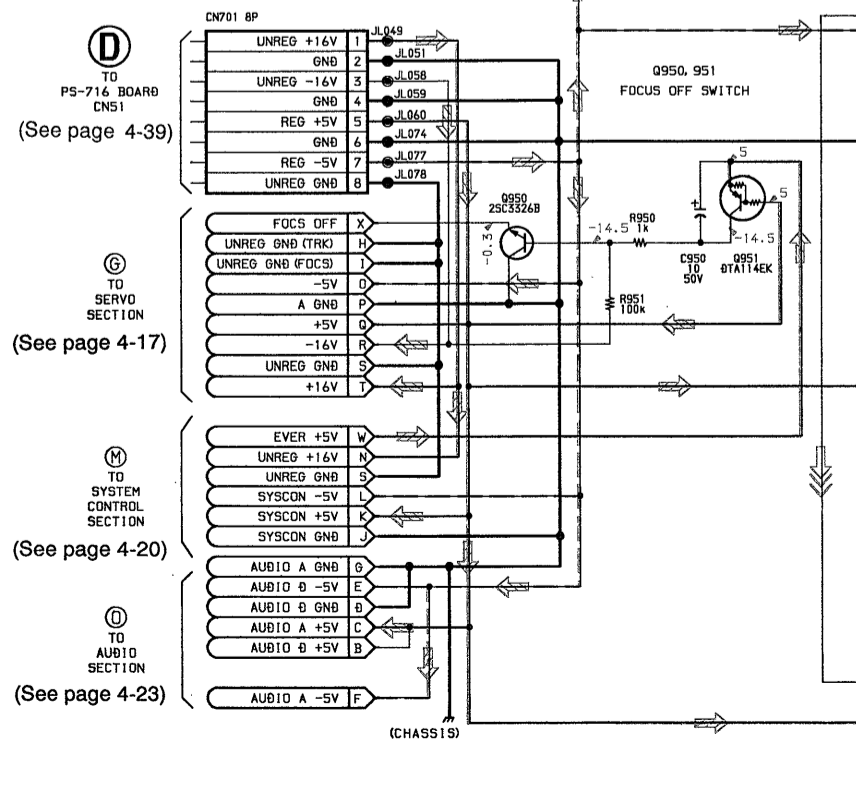 CN701 8P
D
TO
PS-716 BOARD
CN51
(See page 4-39)
UNREG +16V 1 JL049
GND 2 JL051
UNREG -16V 3 JL058
GND 4 JL059
REG +5V 5 JL060
GND 6 JL074
REG -5V 7 JL077
UNREG GND 8 JL078
Q950, 951
FOCUS OFF SWITCH
G
TO
SERVO
SECTION
(See page 4-17)
FOCS OFF X
UNREG GND (TRK) H
UNREG GND (FOCS) I
-5V O
A GND P
+5V Q
-16V R
UNREG GND S
+16V T
Q950
2SC3326B
-0.3
-14.5
R950
1k
R951
100k
C950
10
50V
+
5
5
-14.5
Q951
DTA114EK
M
TO
SYSTEM
CONTROL
SECTION
(See page 4-20)
EVER +5V W
UNREG +16V N
UNREG GND S
SYSCON -5V L
SYSCON +5V K
SYSCON GND J
O
TO
AUDIO
SECTION
(See page 4-23)
AUDIO A GND G
AUDIO D -5V E
AUDIO D GND D
AUDIO A +5V C
AUDIO D +5V B
AUDIO A -5V F
(CHASSIS)